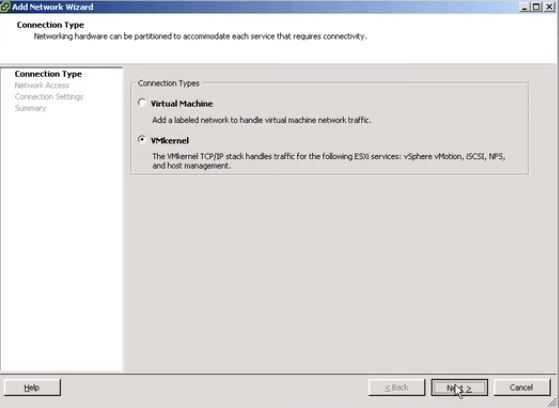 Add Network Wizard
Connection Type
Networking hardware can be partitioned to accommodate each service that requires connectivity.
Connection Type
Network Access
Connection Settings
Summary
Connection Types
Virtual Machine
Add a labeled network to handle virtual machine network traffic.
VMkernel
The VMkernel TCP/IP stack handles traffic for the following ESXi services: vSphere vMotion, iSCSI, NFS,
and host management.
Help
< Back
Next >
Cancel